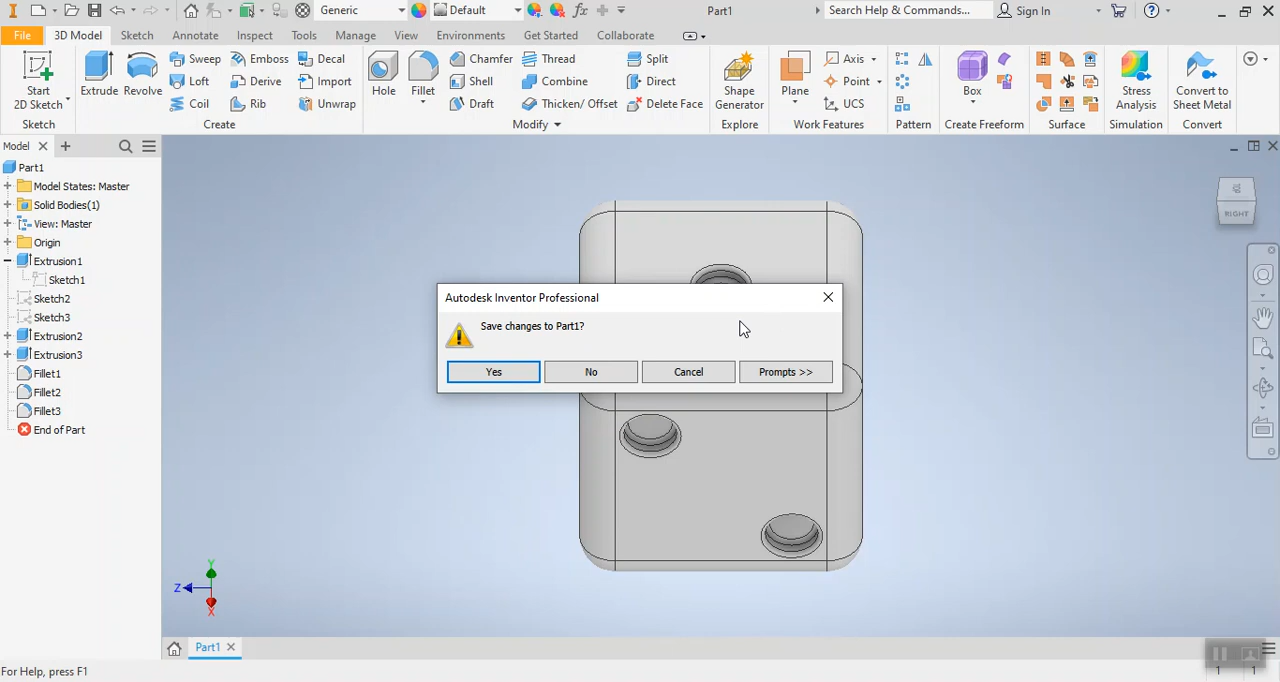 Generic
Default
fx
Part1
Search Help & Commands...
Sign In
File
3D Model
Sketch
Annotate
Inspect
Tools
Manage
View
Environments
Get Started
Collaborate
Start
2D Sketch
Sketch
Extrude
Revolve
Sweep
Loft
Coil
Emboss
Derive
Rib
Decal
Import
Unwrap
Create
Hole
Fillet
Chamfer
Shell
Draft
Thread
Combine
Thicken/ Offset
Split
Direct
Delete Face
Modify
Shape
Generator
Explore
Plane
Axis
Point
UCS
Work Features
Pattern
Box
Create Freeform
Surface
Stress
Analysis
Simulation
Convert to
Sheet Metal
Convert
Model
Part1
Model States: Master
Solid Bodies(1)
View: Master
Origin
Extrusion1
Sketch1
Sketch2
Sketch3
Extrusion2
Extrusion3
Fillet1
Fillet2
Fillet3
End of Part
RIGHT
Autodesk Inventor Professional
Save changes to Part1?
Yes
No
Cancel
Prompts >>
Y
Z
X
Part1
For Help, press F1
1
1